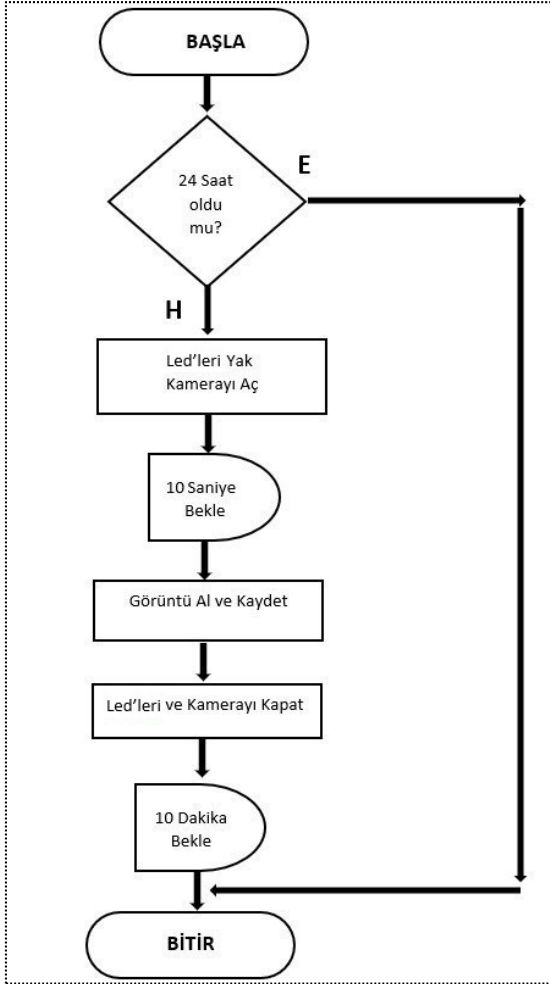 BAŞLA
24 Saat
oldu
mu?
E
H
Led'leri Yak
Kamerayı Aç
10 Saniye
Bekle
Görüntü Al ve Kaydet
Led'leri ve Kamerayı Kapat
10 Dakika
Bekle
BİTİR